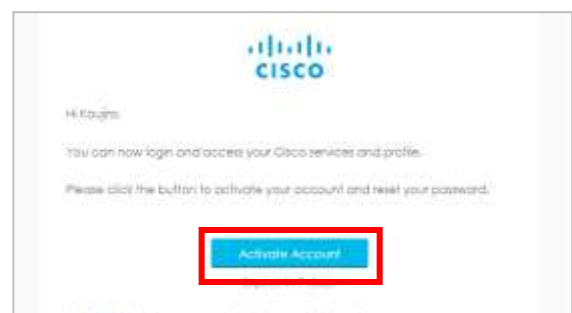 CISCO
Hi
You can now login and access your Cisco services and profile.
Please click the button to activate your account and reset your password.
Activate Account